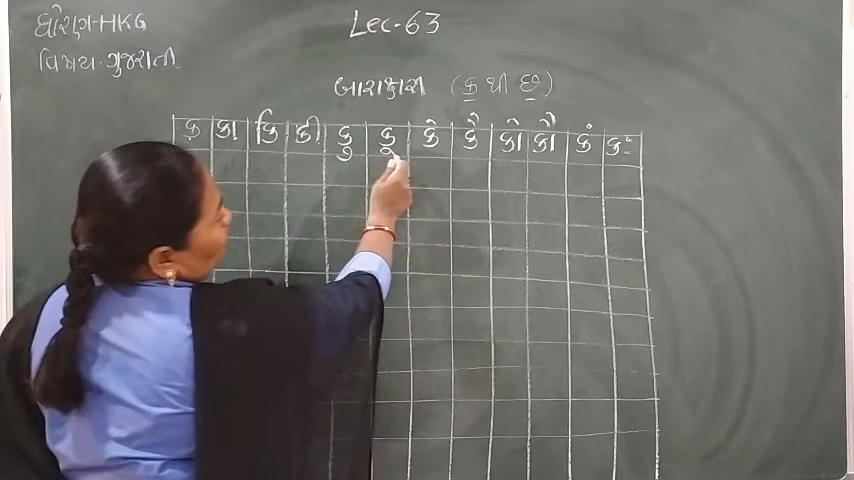 ધોરણ-HKG
Lec-63
વિષય-ગુજરાતી
બારાક્ષરી (ક થી છ)
ક કા કિ કી કુ કૂ કે કૈ કો કૌ કં કઃ